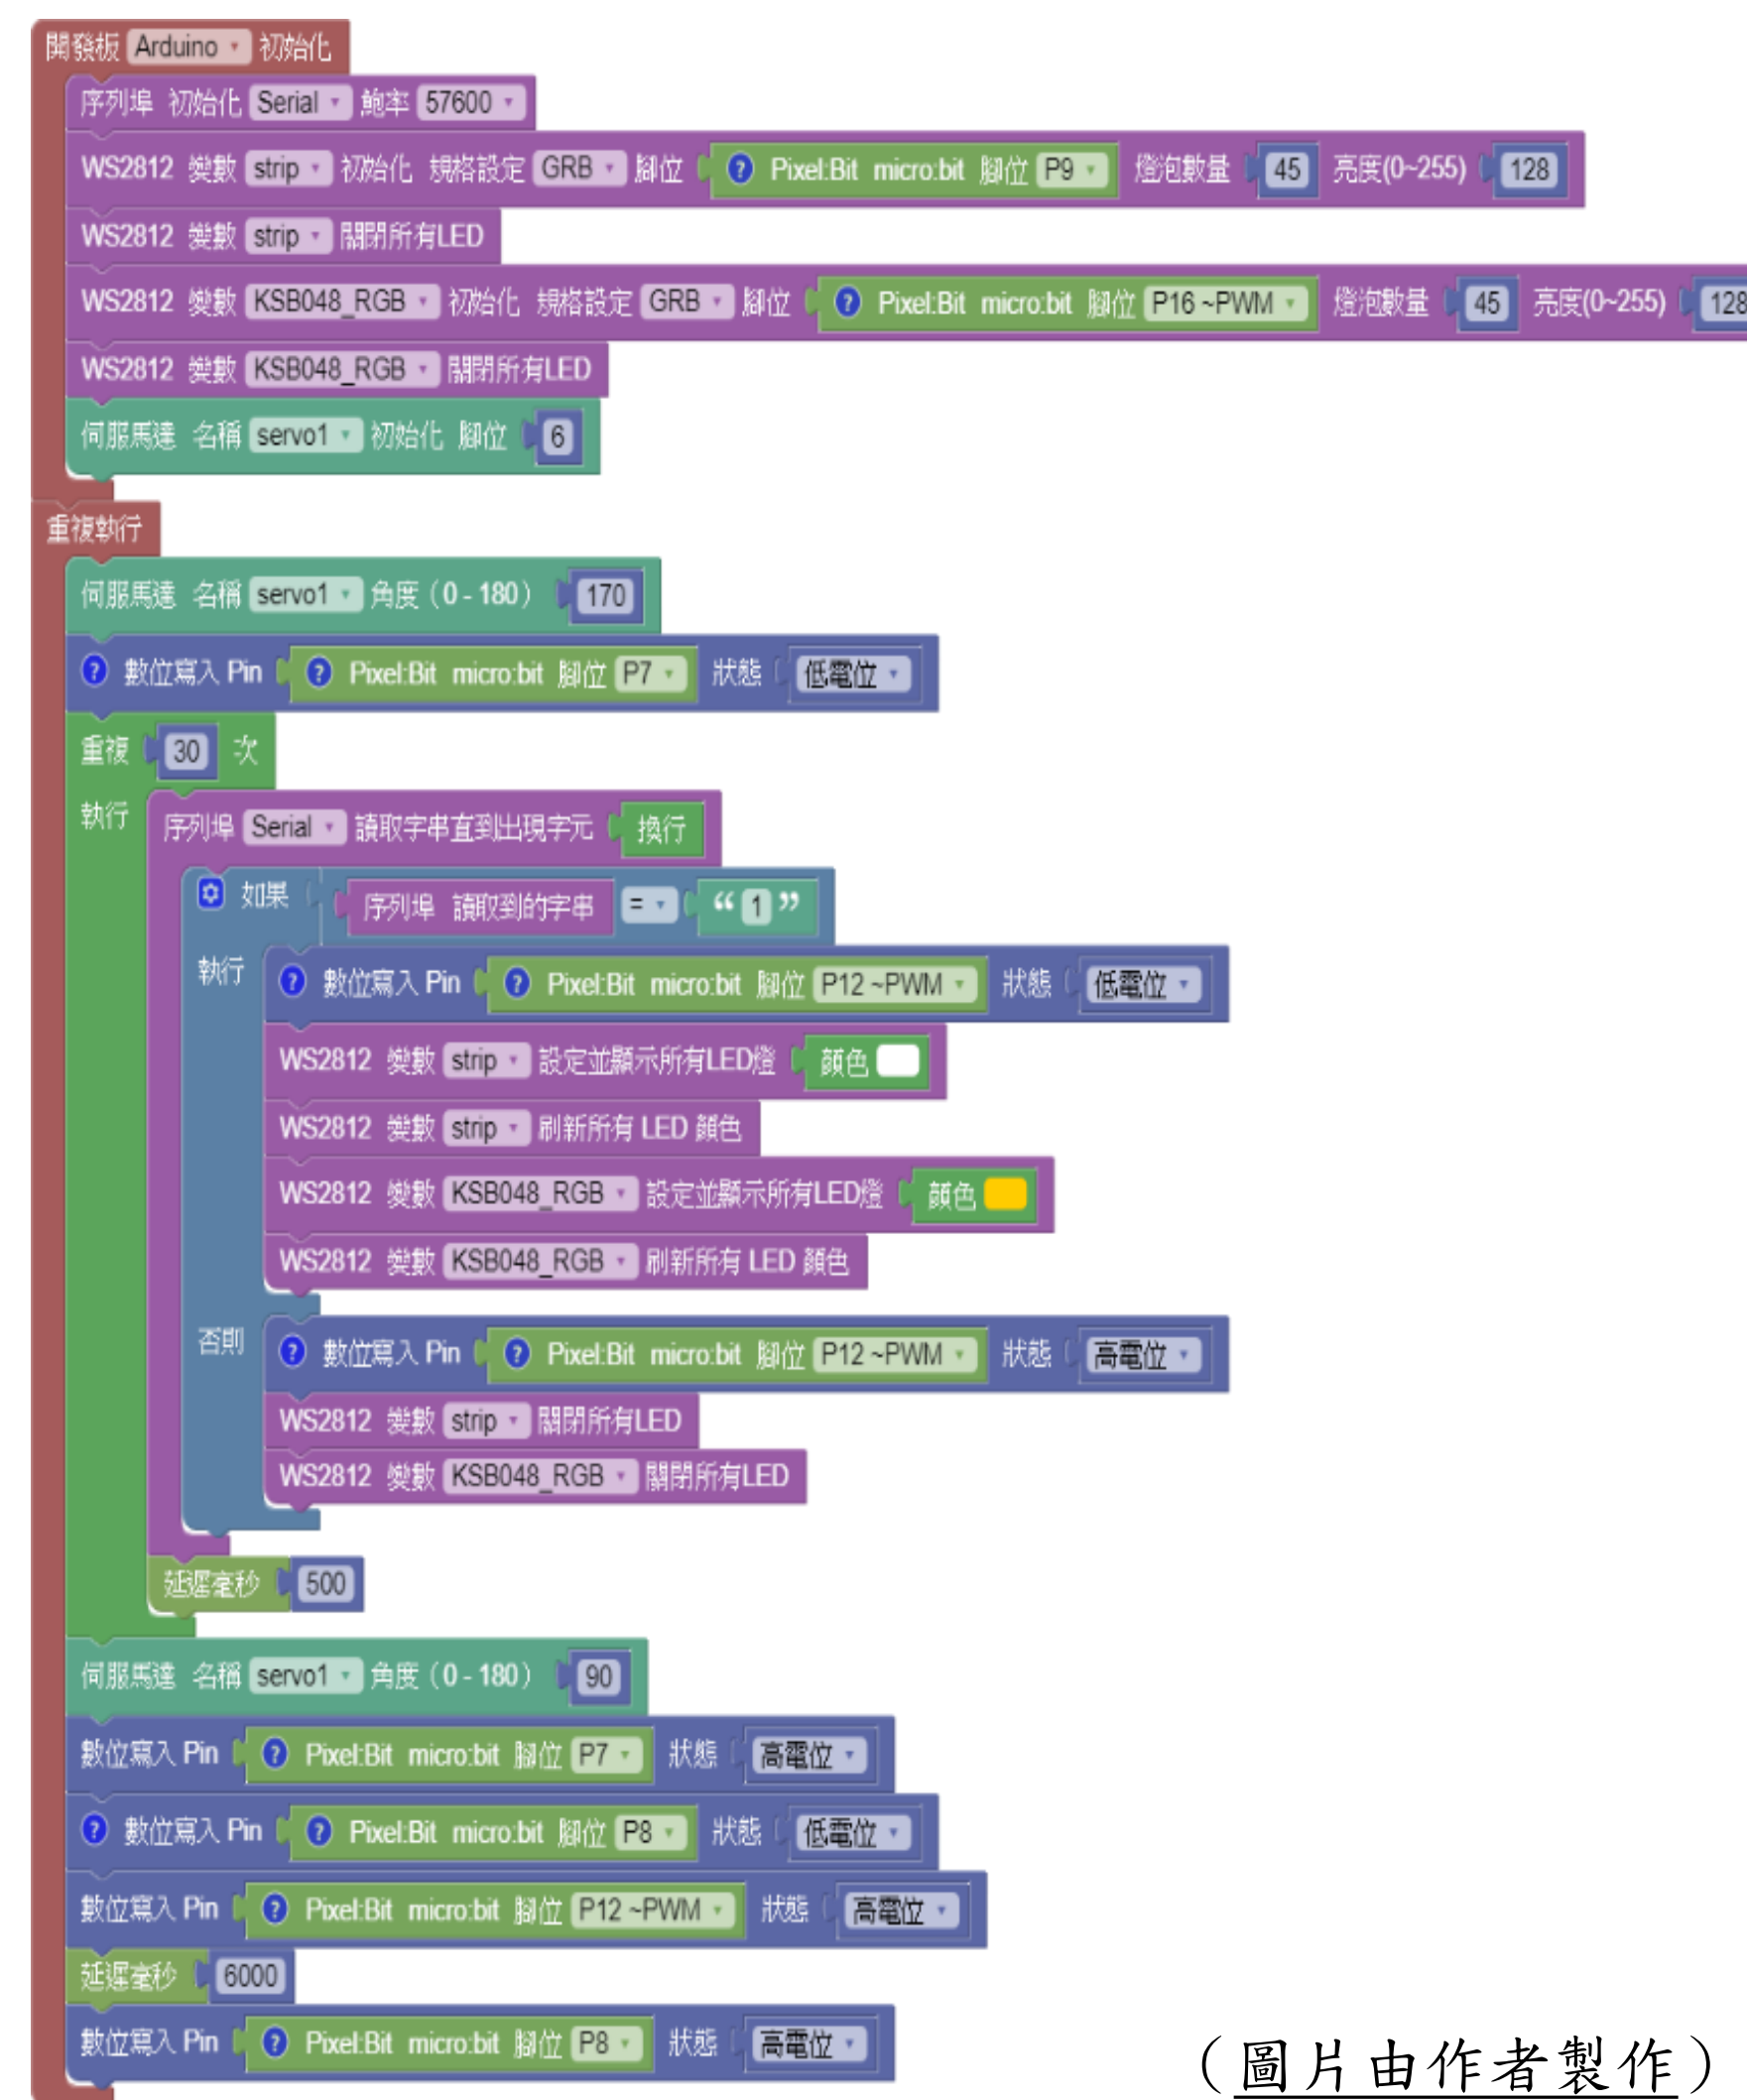 開發板 Arduino 初始化
序列埠 初始化 Serial 鮑率 57600
WS2812 變數 strip 初始化 規格設定 GRB 腳位 Pixel:Bit micro:bit 腳位 P9 燈泡數量 45 亮度(0~255) 128
WS2812 變數 strip 關閉所有LED
WS2812 變數 KSB048_RGB 初始化 規格設定 GRB 腳位 Pixel:Bit micro:bit 腳位 P16 ~PWM 燈泡數量 45 亮度(0~255) 128
WS2812 變數 KSB048_RGB 關閉所有LED
伺服馬達 名稱 servo1 初始化 腳位 6
重複執行
伺服馬達 名稱 servo1 角度（0 - 180） 170
數位寫入 Pin Pixel:Bit micro:bit 腳位 P7 狀態 低電位
重複 30 次
執行 序列埠 Serial 讀取字串直到出現字元 換行
如果 序列埠 讀取到的字串 = “ 1 ”
執行 數位寫入 Pin Pixel:Bit micro:bit 腳位 P12 ~PWM 狀態 低電位
WS2812 變數 strip 設定並顯示所有LED燈 顏色
WS2812 變數 strip 刷新所有 LED 顏色
WS2812 變數 KSB048_RGB 設定並顯示所有LED燈 顏色
WS2812 變數 KSB048_RGB 刷新所有 LED 顏色
否則 數位寫入 Pin Pixel:Bit micro:bit 腳位 P12 ~PWM 狀態 高電位
WS2812 變數 strip 關閉所有LED
WS2812 變數 KSB048_RGB 關閉所有LED
延遲毫秒 500
伺服馬達 名稱 servo1 角度（0 - 180） 90
數位寫入 Pin Pixel:Bit micro:bit 腳位 P7 狀態 高電位
數位寫入 Pin Pixel:Bit micro:bit 腳位 P8 狀態 低電位
數位寫入 Pin Pixel:Bit micro:bit 腳位 P12 ~PWM 狀態 高電位
延遲毫秒 6000
數位寫入 Pin Pixel:Bit micro:bit 腳位 P8 狀態 高電位
（圖片由作者製作）